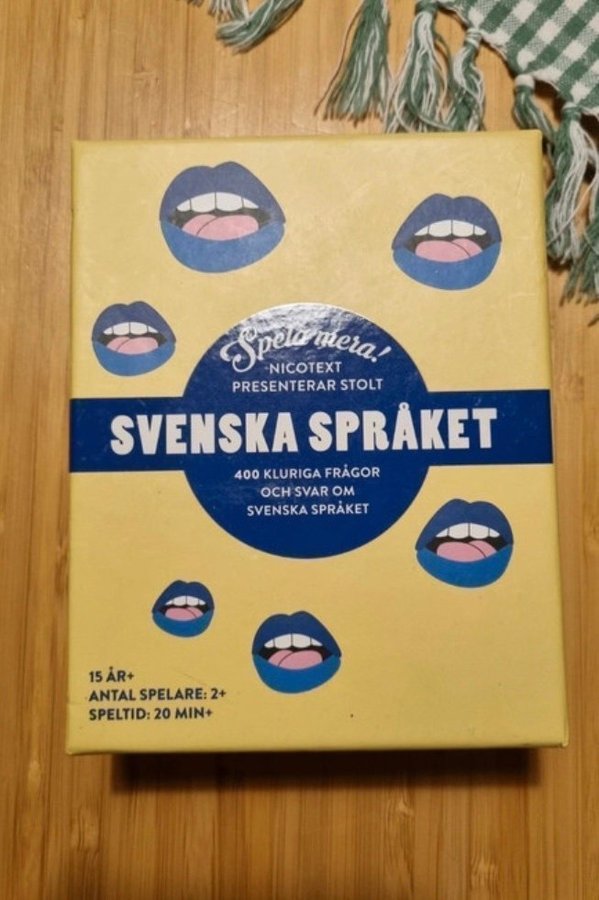 Spela mera!
NICOTEXT
PRESENTERAR STOLT
SVENSKA SPRÅKET
400 KLURIGA FRÅGOR
OCH SVAR OM
SVENSKA SPRÅKET
15 ÅR+
ANTAL SPELARE: 2+
SPELTID: 20 MIN+